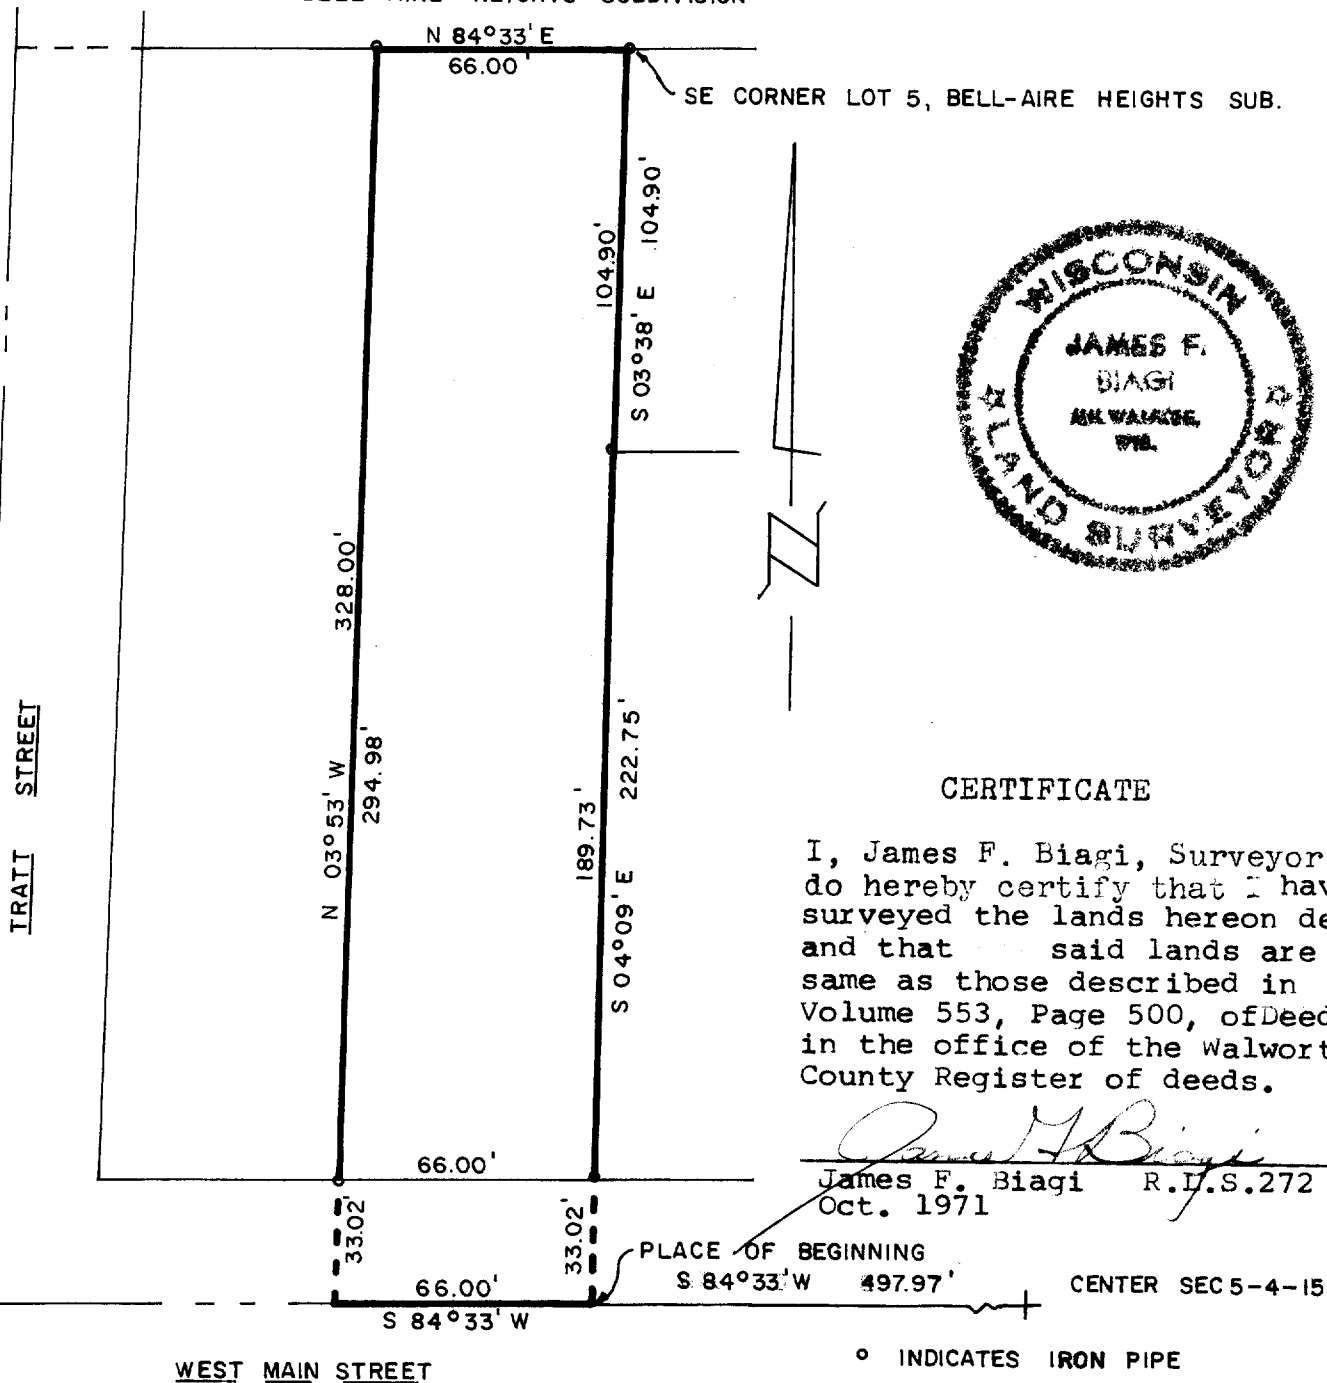 N 84°33' E
66.00'
SE CORNER LOT 5, BELL-AIRE HEIGHTS SUB.
104.90'
S 03°38' E 104.90'
WISCONSIN
JAMES F.
BIAGI
MILWAUKEE,
WIS.
LAND SURVEYOR
328.00'
N 03°53' W
294.98'
189.73'
S 04°09' E 222.75'
TRATT STREET
CERTIFICATE
I, James F. Biagi, Surveyor
do hereby certify that I hav
surveyed the lands hereon de
and that said lands are
same as those described in
Volume 553, Page 500, ofDeed
in the office of the Walwort
County Register of deeds.
James F. Biagi
James F. Biagi R.L.S.272
Oct. 1971
66.00'
33.02'
33.02'
PLACE OF BEGINNING
66.00'
S 84°33' W
S 84°33' W 497.97'
CENTER SEC 5-4-15
WEST MAIN STREET
INDICATES IRON PIPE